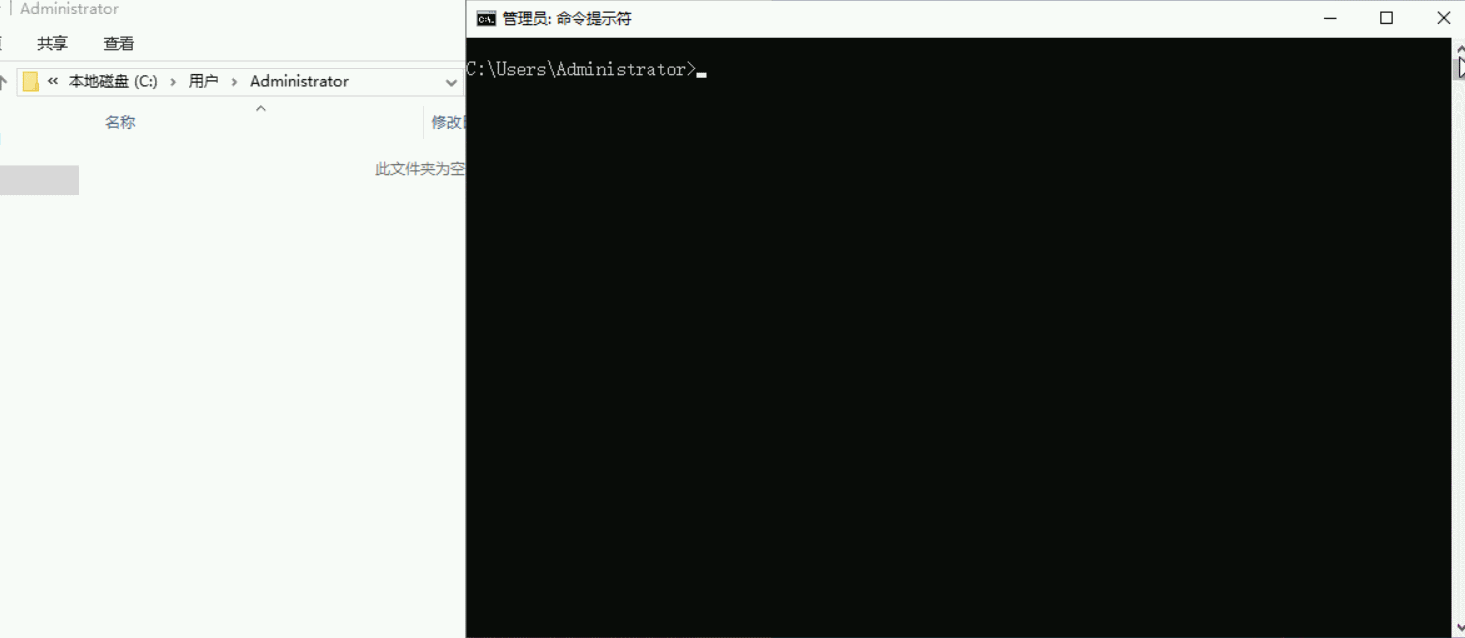 Administrator
共享 查看
« 本地磁盘 (C:) › 用户 › Administrator
名称 修改
此文件夹为空
管理员: 命令提示符
C:\Users\Administrator>